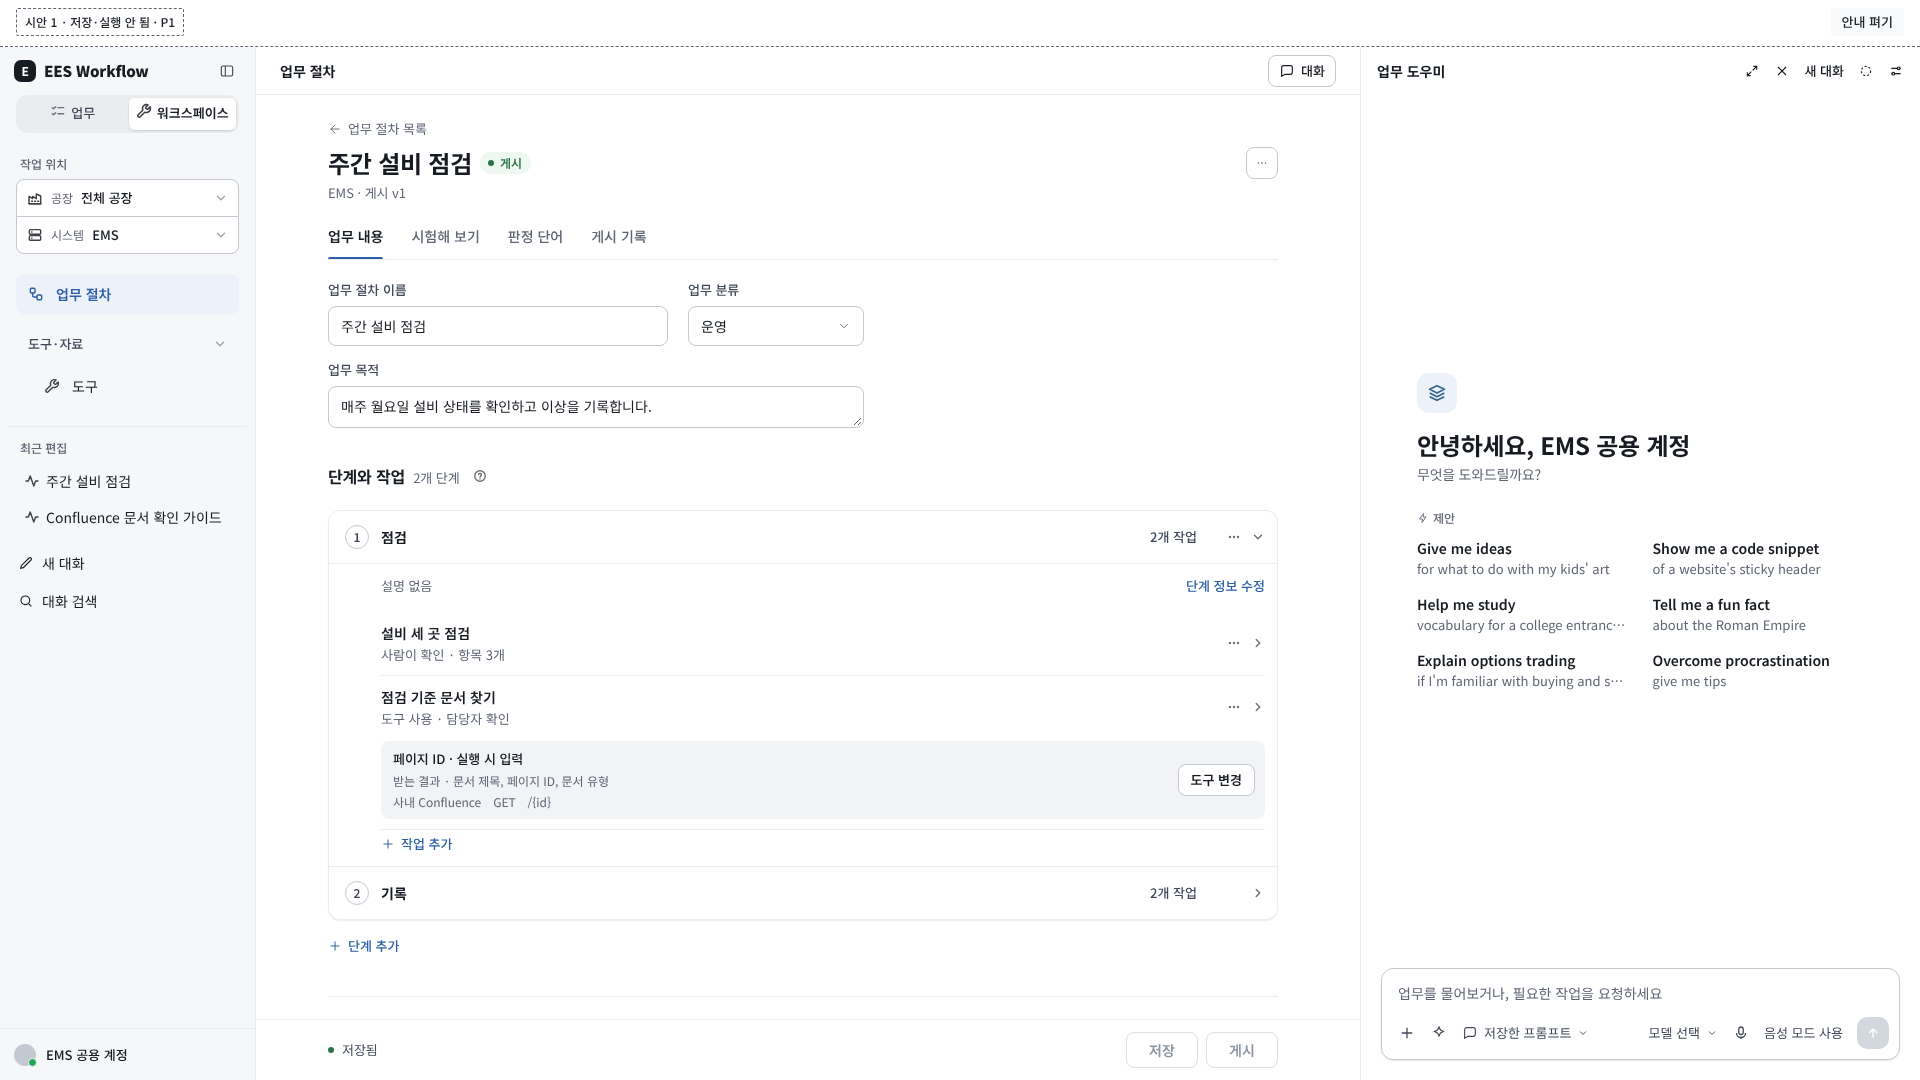 시안 1 · 저장·실행 안 됨 · P1
안내 펴기
E EES Workflow
업무
워크스페이스
작업 위치
공장 전체 공장
시스템 EMS
업무 절차
도구·자료
도구
최근 편집
주간 설비 점검
Confluence 문서 확인 가이드
새 대화
대화 검색
EMS 공용 계정
업무 절차
대화
업무 절차 목록
주간 설비 점검
게시
···
EMS · 게시 v1
업무 내용
시험해 보기
판정 단어
게시 기록
업무 절차 이름
업무 분류
주간 설비 점검
운영
업무 목적
매주 월요일 설비 상태를 확인하고 이상을 기록합니다.
단계와 작업 2개 단계
1 점검
2개 작업
설명 없음
단계 정보 수정
설비 세 곳 점검
사람이 확인 · 항목 3개
점검 기준 문서 찾기
도구 사용 · 담당자 확인
페이지 ID · 실행 시 입력
받는 결과 · 문서 제목, 페이지 ID, 문서 유형
사내 Confluence GET /{id}
도구 변경
작업 추가
2 기록
2개 작업
단계 추가
저장됨
저장
게시
업무 도우미
새 대화
안녕하세요, EMS 공용 계정
무엇을 도와드릴까요?
제안
Give me ideas
for what to do with my kids' art
Show me a code snippet
of a website's sticky header
Help me study
vocabulary for a college entranc…
Tell me a fun fact
about the Roman Empire
Explain options trading
if I'm familiar with buying and s…
Overcome procrastination
give me tips
업무를 물어보거나, 필요한 작업을 요청하세요
저장한 프롬프트
모델 선택
음성 모드 사용